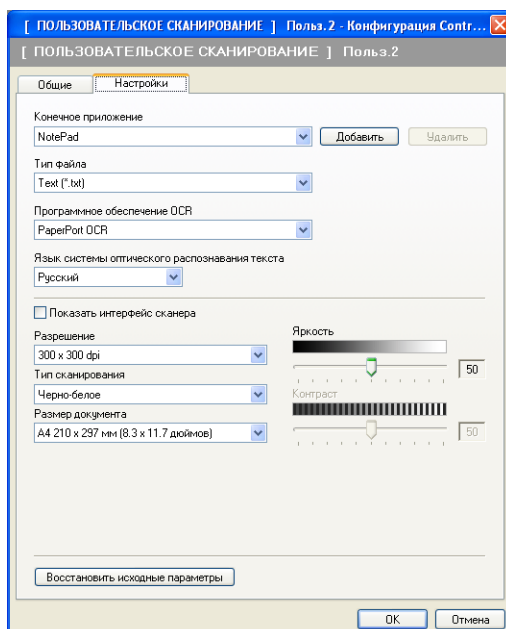 [ ПОЛЬЗОВАТЕЛЬСКОЕ СКАНИРОВАНИЕ ] Польз.2 - Конфигурация Contr...
[ ПОЛЬЗОВАТЕЛЬСКОЕ СКАНИРОВАНИЕ ] Польз.2
Общие Настройки
Конечное приложение
NotePad Добавить Удалить
Тип файла
Text (*.txt)
Программное обеспечение OCR
PaperPort OCR
Язык системы оптического распознавания текста
Русский
Показать интерфейс сканера
Разрешение Яркость
300 x 300 dpi 50
Тип сканирования
Черно-белое Контраст
Размер документа
A4 210 x 297 мм (8.3 x 11.7 дюймов) 50
Восстановить исходные параметры
OK Отмена